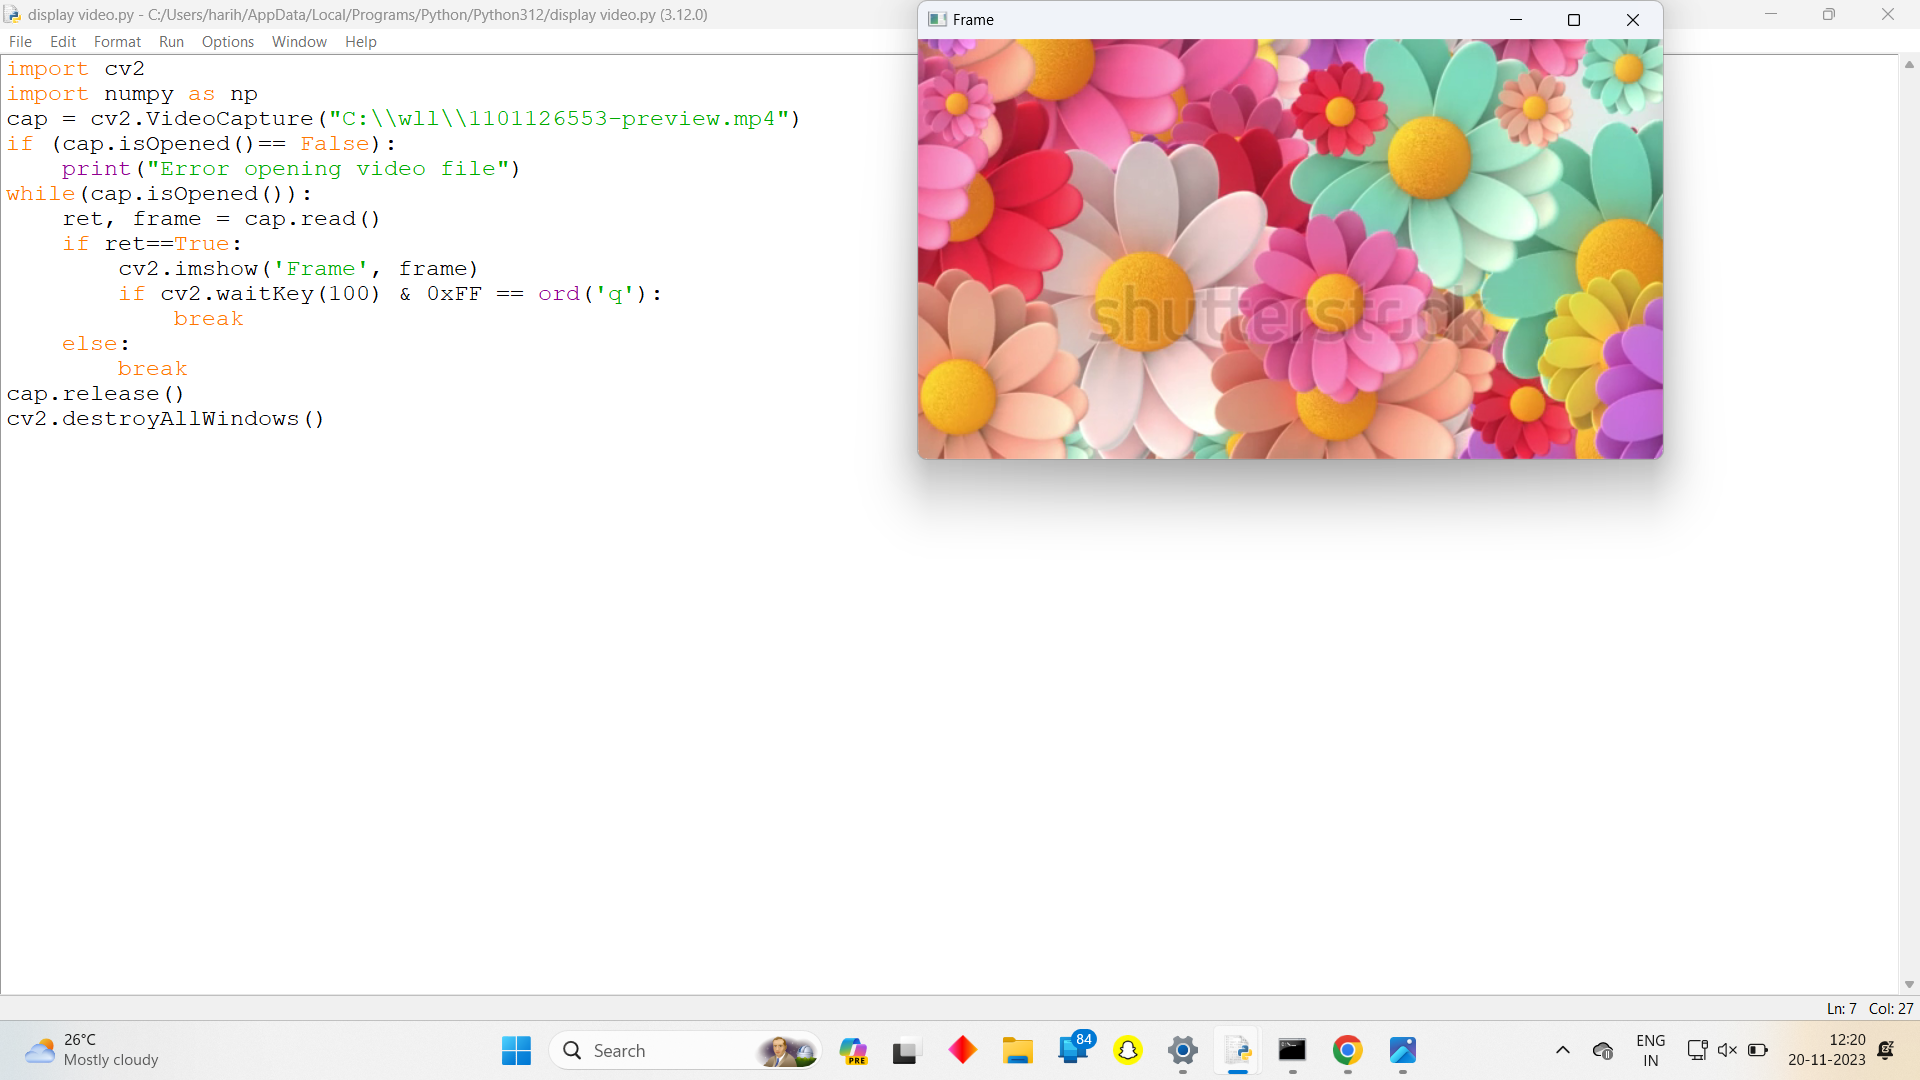 display video.py - C:/Users/harih/AppData/Local/Programs/Python/Python312/display video.py (3.12.0)
File Edit Format Run Options Window Help
import cv2
import numpy as np
cap = cv2.VideoCapture("C:\\wll\\1101126553-preview.mp4")
if (cap.isOpened()== False):
    print("Error opening video file")
while(cap.isOpened()):
    ret, frame = cap.read()
    if ret==True:
        cv2.imshow('Frame', frame)
        if cv2.waitKey(100) & 0xFF == ord('q'):
            break
    else:
        break
cap.release()
cv2.destroyAllWindows()
Frame
shutterstock
Ln: 7 Col: 27
26°C
Mostly cloudy
Search
PRE
84
ENG
IN
12:20
20-11-2023